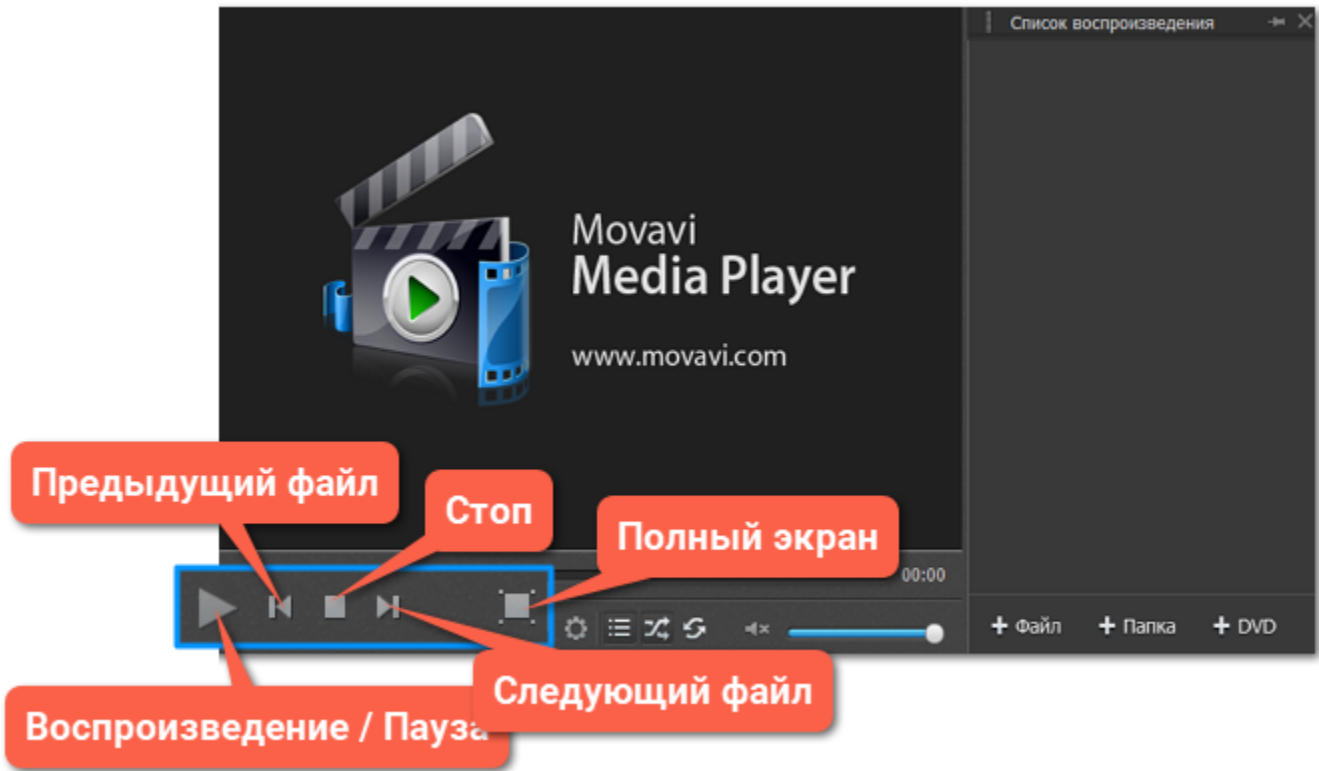 Список воспроизведения
Movavi
Media Player
www.movavi.com
Предыдущий файл
Стоп
Полный экран
00:00
+ Файл
+ Папка
+ DVD
Следующий файл
Воспроизведение / Пауза